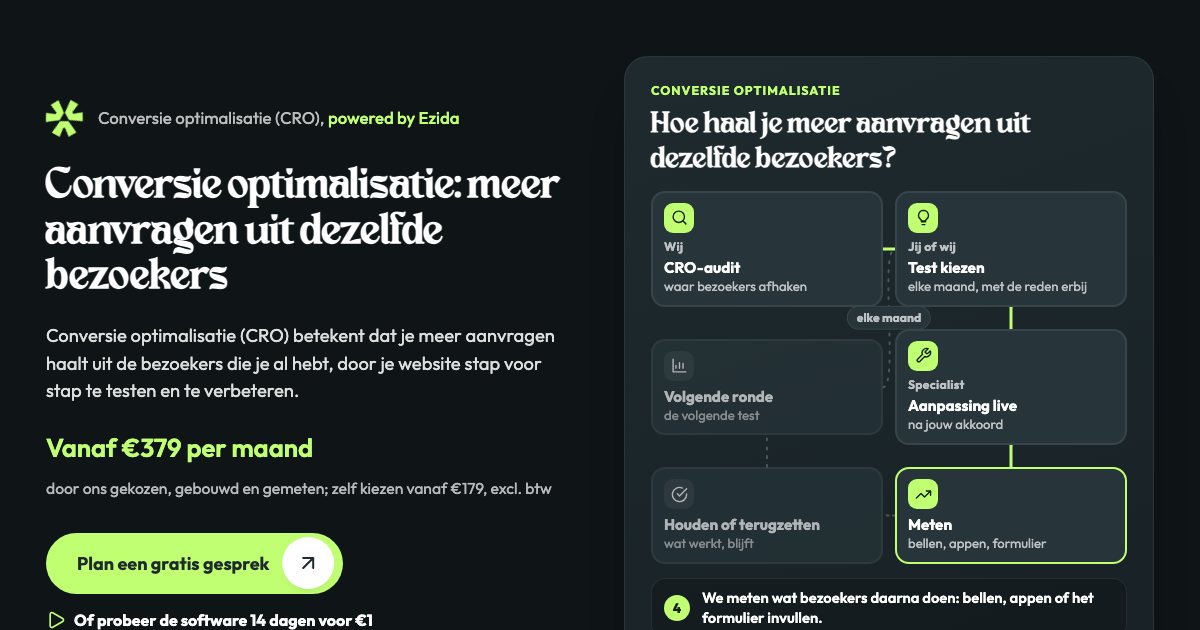 Conversie optimalisatie (CRO), powered by Ezida
Conversie optimalisatie: meer
aanvragen uit dezelfde
bezoekers
Conversie optimalisatie (CRO) betekent dat je meer aanvragen
haalt uit de bezoekers die je al hebt, door je website stap voor
stap te testen en te verbeteren.
Vanaf €379 per maand
door ons gekozen, gebouwd en gemeten; zelf kiezen vanaf €179, excl. btw
Plan een gratis gesprek
Of probeer de software 14 dagen voor €1
CONVERSIE OPTIMALISATIE
Hoe haal je meer aanvragen uit
dezelfde bezoekers?
Wij
CRO-audit
waar bezoekers afhaken
Jij of wij
Test kiezen
elke maand, met de reden erbij
elke maand
Volgende ronde
de volgende test
Specialist
Aanpassing live
na jouw akkoord
Houden of terugzetten
wat werkt, blijft
Meten
bellen, appen, formulier
4
We meten wat bezoekers daarna doen: bellen, appen of het
formulier invullen.